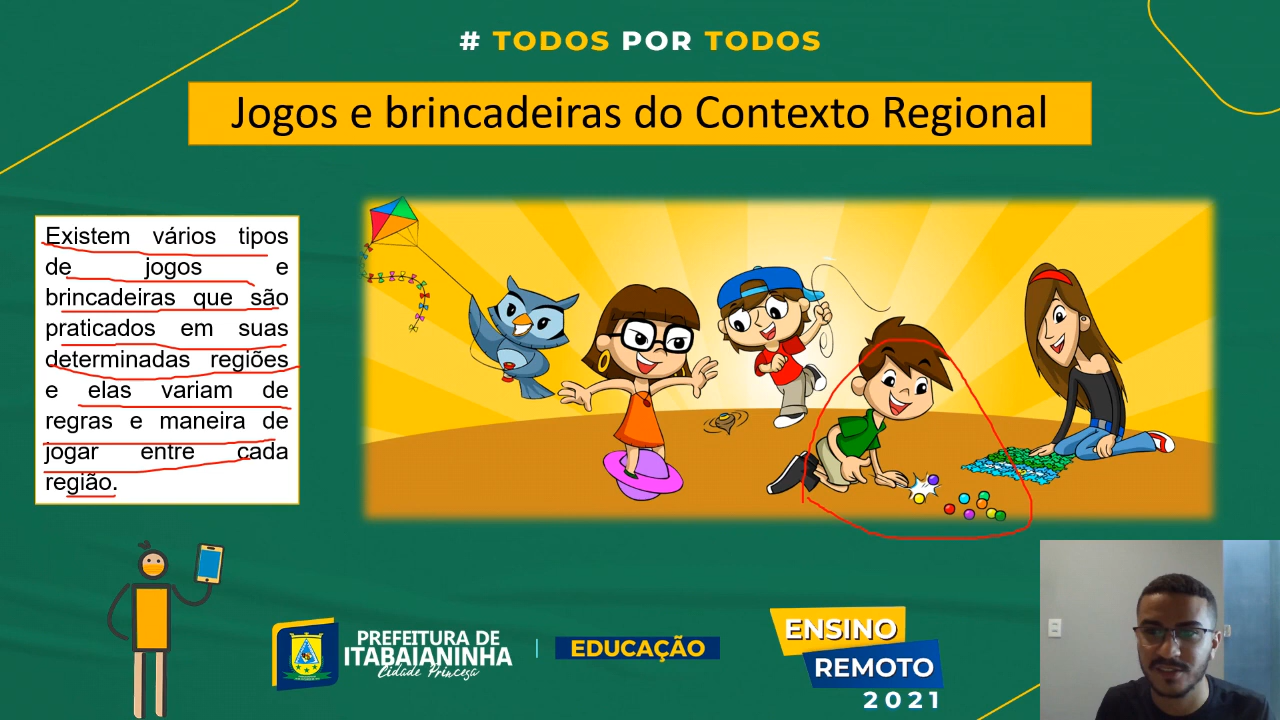 # TODOS POR TODOS
Jogos e brincadeiras do Contexto Regional
Existem vários tipos
de jogos e
brincadeiras que são
praticados em suas
determinadas regiões
e elas variam de
regras e maneira de
jogar entre cada
região.
PREFEITURA DE
ITABAIANINHA
Cidade Princesa
EDUCAÇÃO
ENSINO
REMOTO
2021